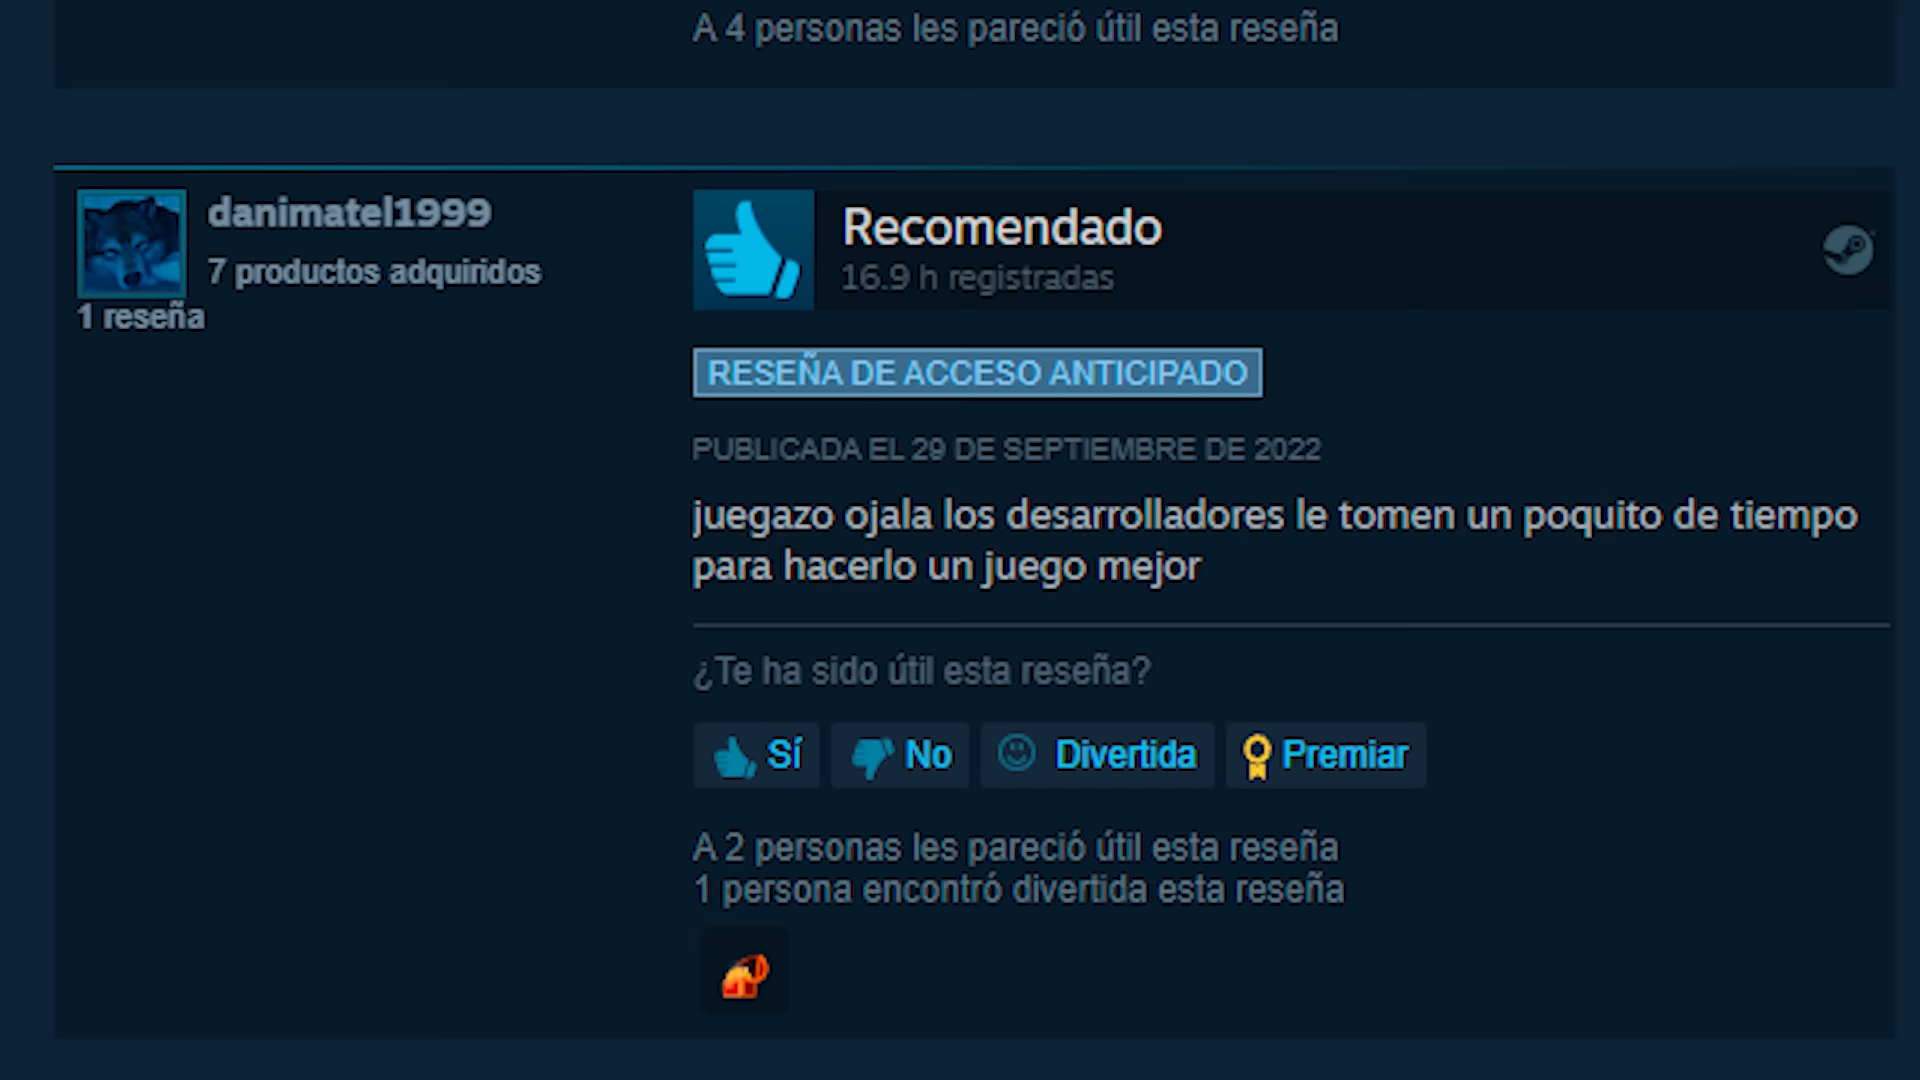 A 4 personas les pareció útil esta reseña
danimatel1999
7 productos adquiridos
1 reseña
Recomendado
16.9 h registradas
RESEÑA DE ACCESO ANTICIPADO
PUBLICADA EL 29 DE SEPTIEMBRE DE 2022
juegazo ojala los desarrolladores le tomen un poquito de tiempo
para hacerlo un juego mejor
¿Te ha sido útil esta reseña?
Sí No Divertida Premiar
A 2 personas les pareció útil esta reseña
1 persona encontró divertida esta reseña